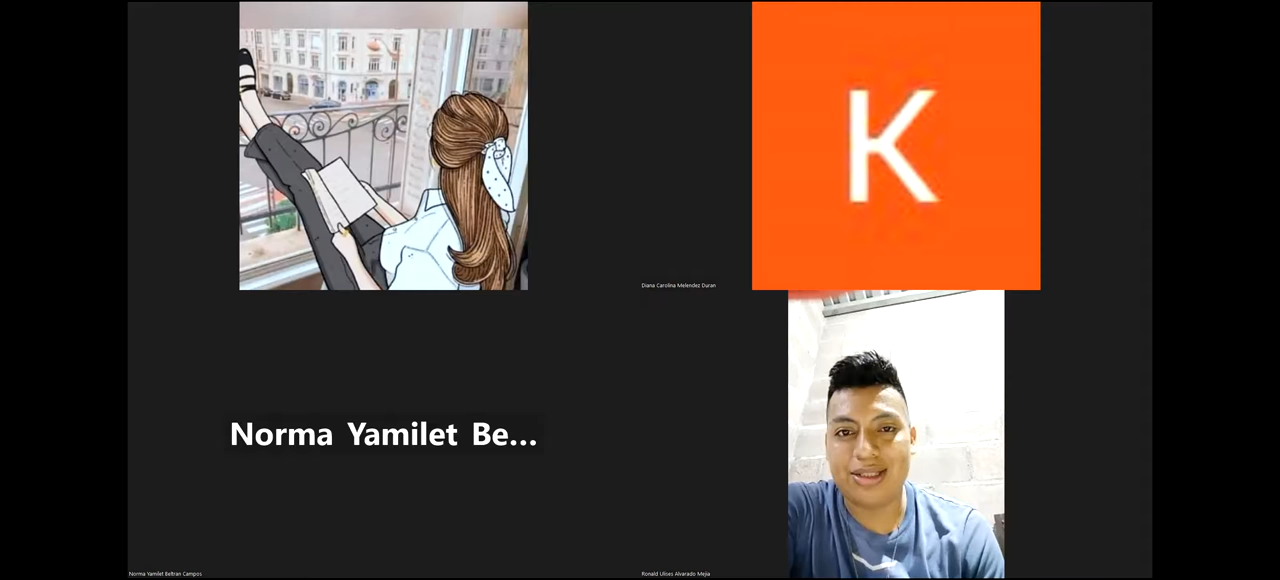 K
Diana Carolina Melendez Duran
Norma Yamilet Be...
Norma Yamilet Beltran Campos
Ronald Ulises Alvarado Mejia